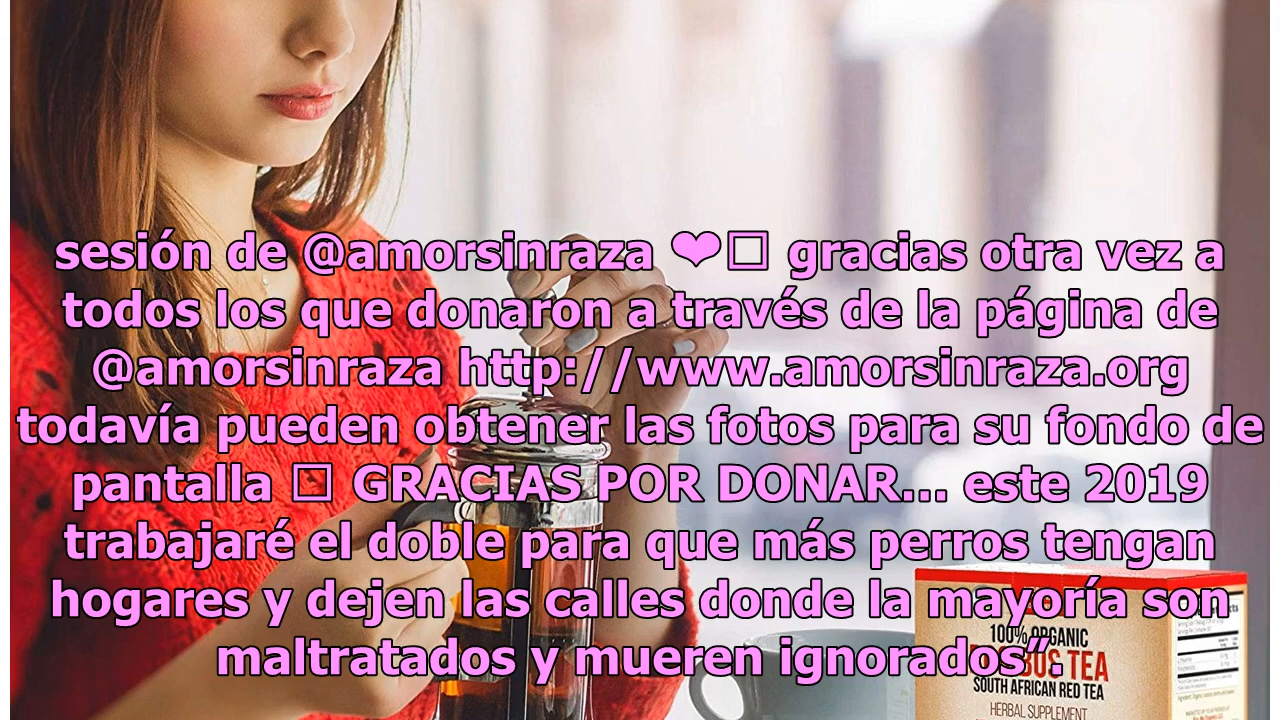 sesión de @amorsinraza ❤□ gracias otra vez a
todos los que donaron a través de la página de
@amorsinraza http://www.amorsinraza.org
todavía pueden obtener las fotos para su fondo de
pantalla □ GRACIAS POR DONAR... este 2019
trabajaré el doble para que más perros tengan
hogares y dejen las calles donde la mayoría son
maltratados y mueren ignorados”.
100% ORGANIC
TEA
SOUTH AFRICAN RED TEA
HERBAL SUPPLEMENT